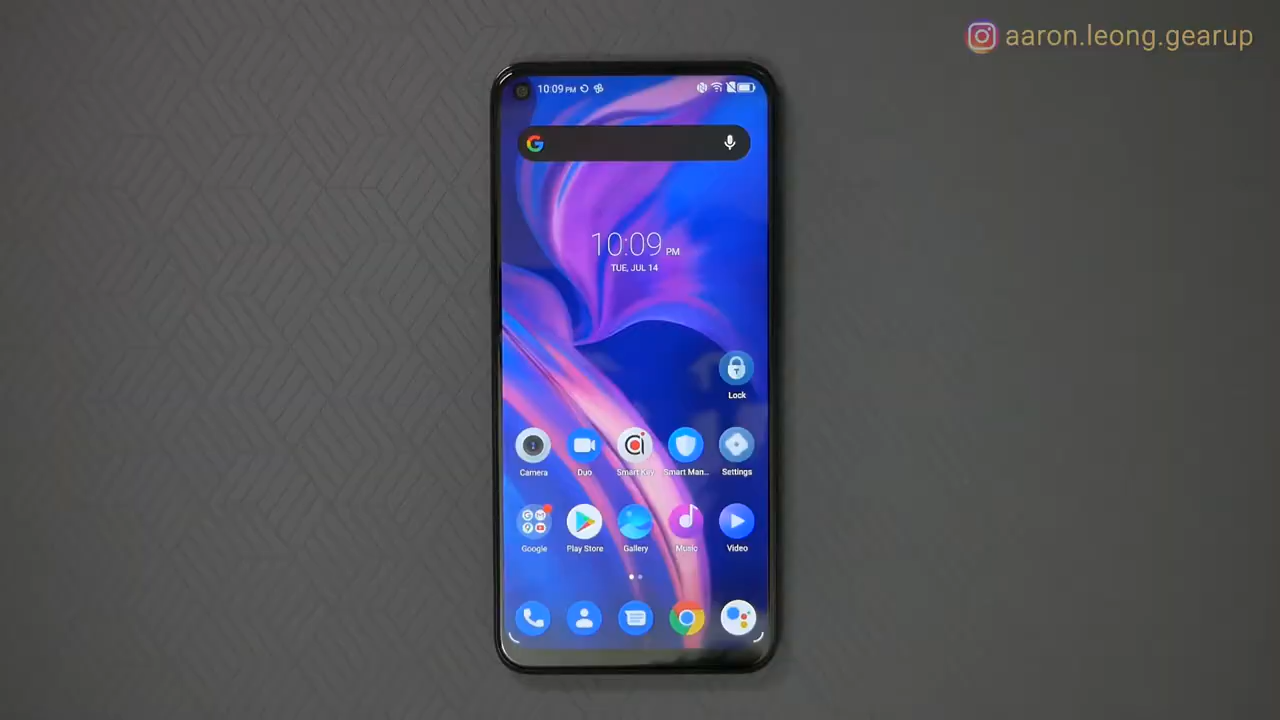 aaron.leong.gearup
10:09 PM
10:09 PM
TUE, JUL 14
Lock
Camera
Duo
Smart Key
Smart Man...
Settings
Google
Play Store
Gallery
Music
Video